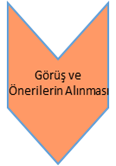 Görüş ve
Önerilerin Alınması